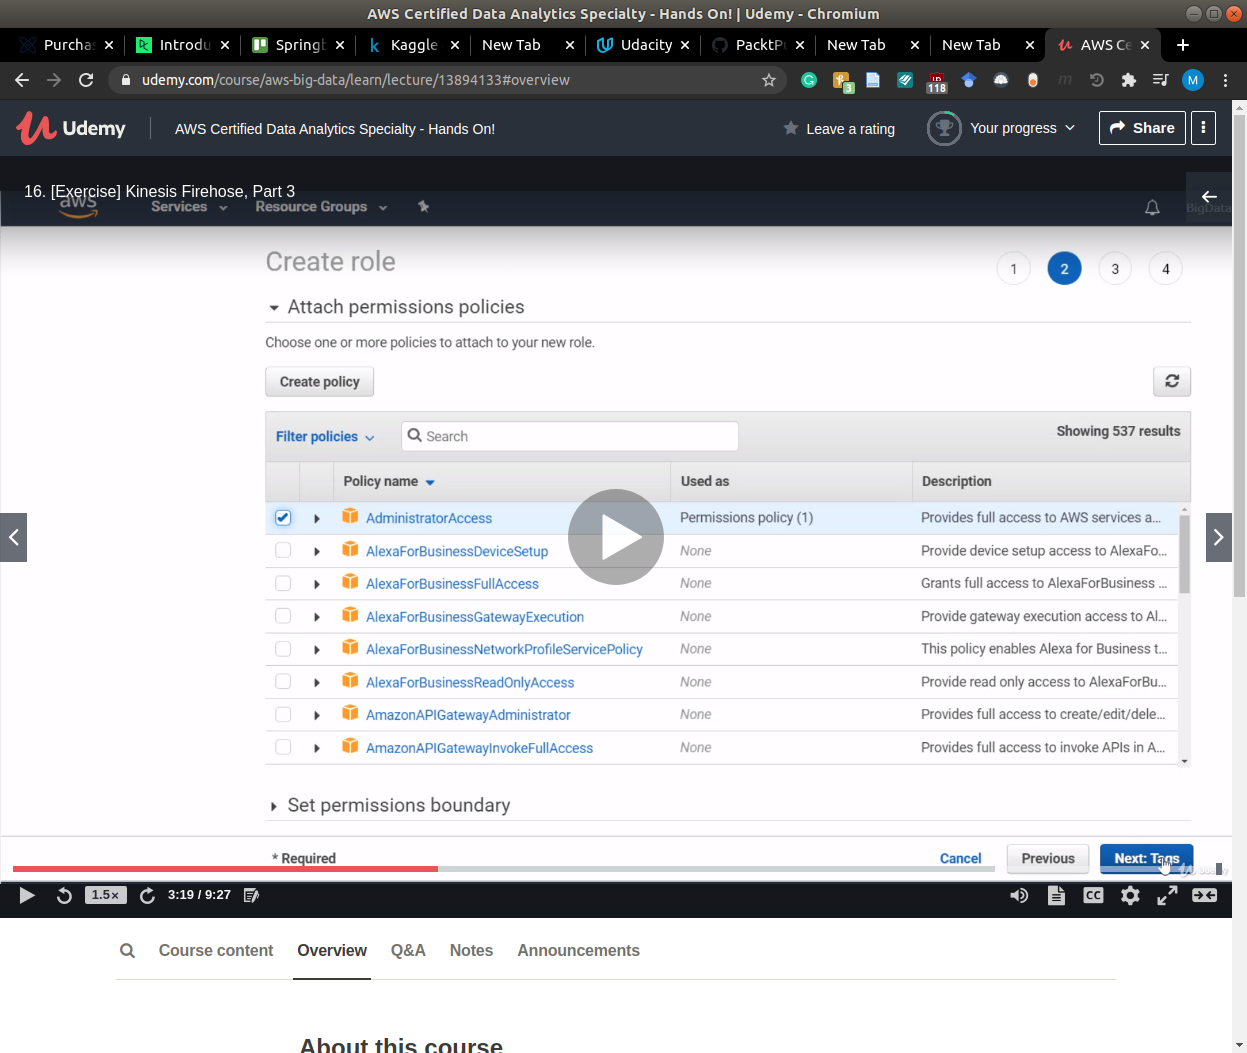 AWS Certified Data Analytics Specialty - Hands On! | Udemy - Chromium
Purcha
Introdu
Spring
Kaggle
New Tab
Udacity
PacktP
New Tab
New Tab
AWS Ce
udemy.com/course/aws-big-data/learn/lecture/13894133#overview
3
118
M
Udemy
AWS Certified Data Analytics Specialty - Hands On!
Leave a rating
Your progress
Share
16. [Exercise] Kinesis Firehose, Part 3
aws
Services
Resource Groups
BigData
Create role
1
2
3
4
Attach permissions policies
Choose one or more policies to attach to your new role.
Create policy
Filter policies
Search
Showing 537 results
Policy name
Used as
Description
AdministratorAccess
Permissions policy (1)
Provides full access to AWS services a...
AlexaForBusinessDeviceSetup
None
Provide device setup access to AlexaFo...
AlexaForBusinessFullAccess
None
Grants full access to AlexaForBusiness ...
AlexaForBusinessGatewayExecution
None
Provide gateway execution access to Al...
AlexaForBusinessNetworkProfileServicePolicy
None
This policy enables Alexa for Business t...
AlexaForBusinessReadOnlyAccess
None
Provide read only access to AlexaForBu...
AmazonAPIGatewayAdministrator
None
Provides full access to create/edit/dele...
AmazonAPIGatewayInvokeFullAccess
None
Provides full access to invoke APIs in A...
Set permissions boundary
* Required
Cancel
Previous
Next: Tags
Udemy
1.5×
3:19 / 9:27
CC
Course content
Overview
Q&A
Notes
Announcements
About this course